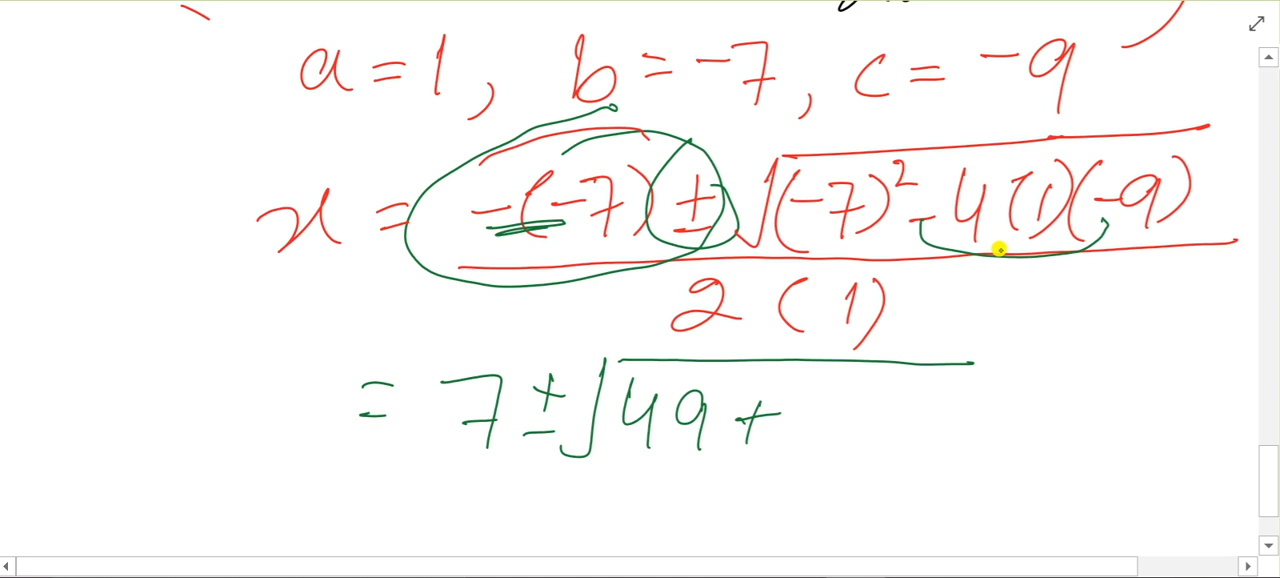 a = 1, b = -7, c = -9
x = (-(-7) ± √((-7)² - 4(1)(-9))) / (2(1))
= 7 ± √(49 +